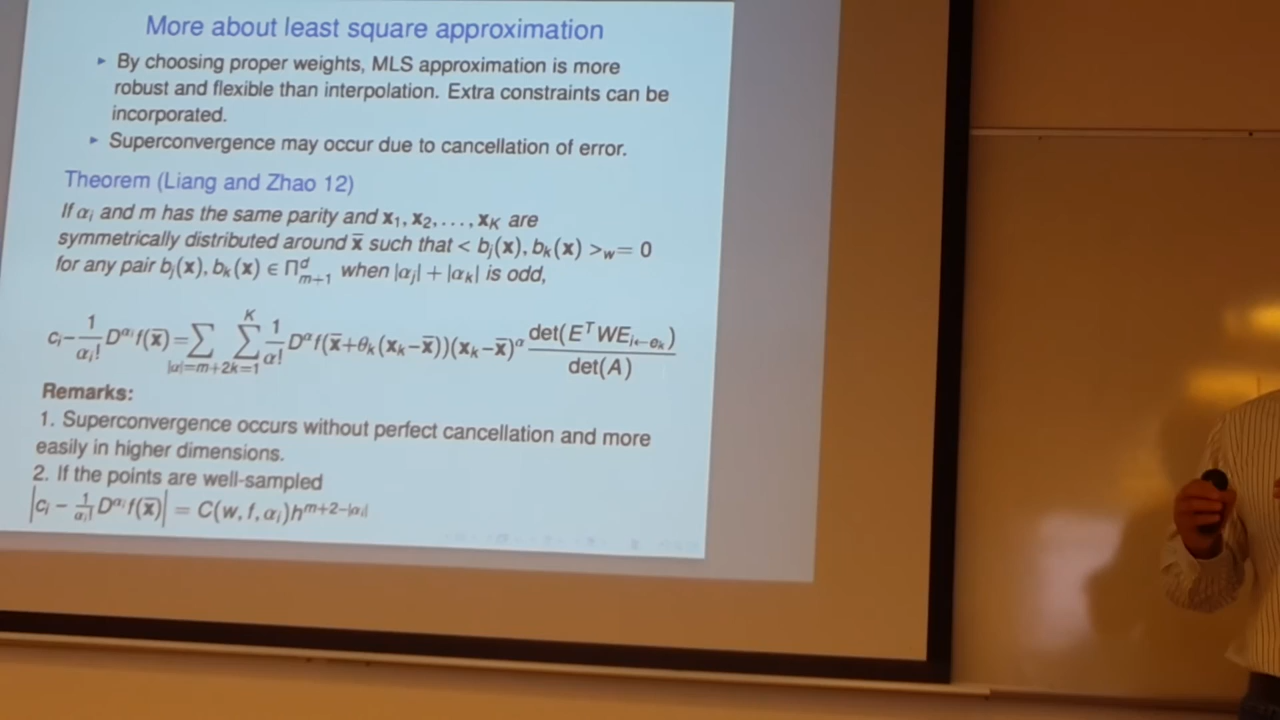 More about least square approximation
▸ By choosing proper weights, MLS approximation is more
robust and flexible than interpolation. Extra constraints can be
incorporated.
▸ Superconvergence may occur due to cancellation of error.
Theorem (Liang and Zhao 12)
If αᵢ and m has the same parity and x₁, x₂, . . . , x_K are
symmetrically distributed around x̄ such that < bⱼ(x), bₖ(x) >_w= 0
for any pair bⱼ(x), bₖ(x) ∈ Π^d_{m+1} when |αⱼ| + |αₖ| is odd,
cᵢ − 1/αᵢ! D^{αᵢ} f(x̄) = ∑_{|α|=m+2} ∑_{k=1}^{K} 1/α! D^α f(x̄+θₖ(xₖ−x̄))(xₖ−x̄)^α det(E^T WE_{i←eₖ})/det(A)
Remarks:
1. Superconvergence occurs without perfect cancellation and more
easily in higher dimensions.
2. If the points are well-sampled
|cᵢ − 1/αᵢ! D^{αᵢ} f(x̄)| = C(w, f, αᵢ)h^{m+2−|αᵢ|}